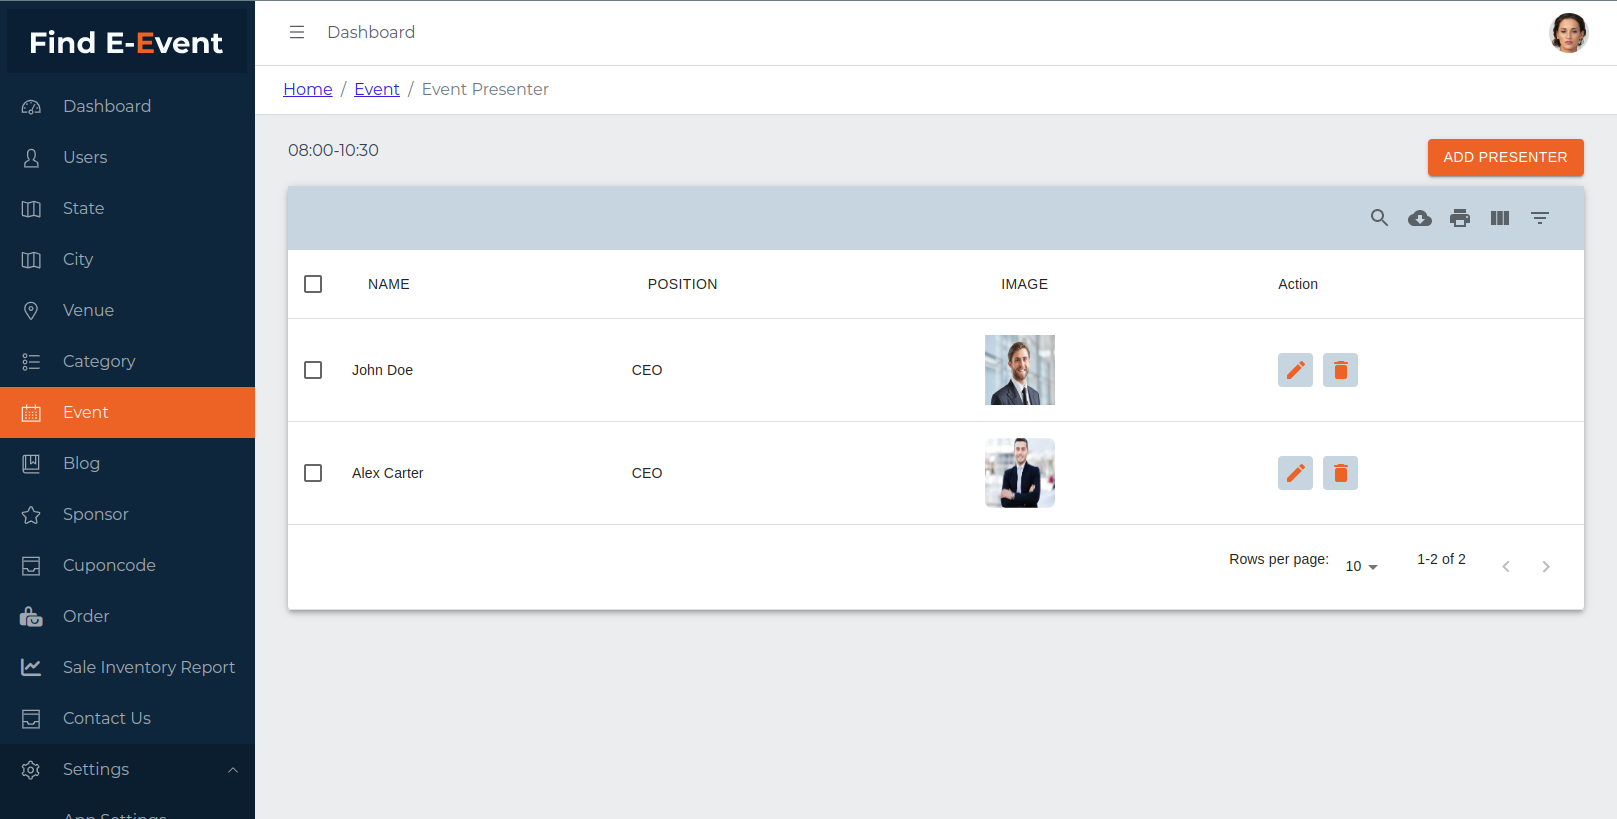 Find E-Event
Dashboard
Users
State
City
Venue
Category
Event
Blog
Sponsor
Cuponcode
Order
Sale Inventory Report
Contact Us
Settings
App Settings
Dashboard
Home / Event / Event Presenter
08:00-10:30
ADD PRESENTER
NAME POSITION IMAGE Action
John Doe CEO
Alex Carter CEO
Rows per page: 10 1-2 of 2